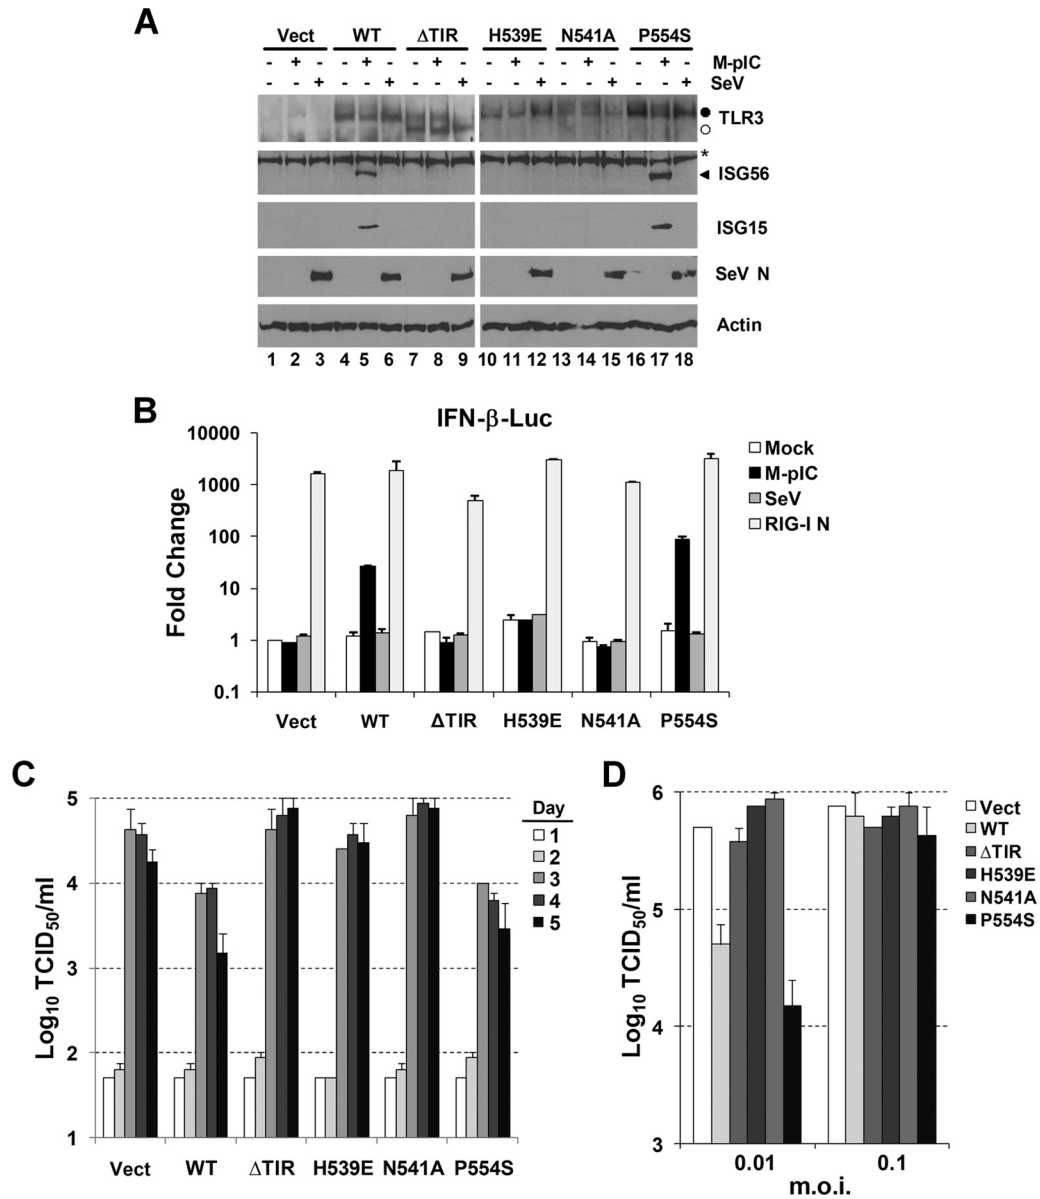 A
Vect WT ΔTIR H539E N541A P554S
- + - - + - - + - - + - - + - - + - M-pIC
- - + - - + - - + - - + - - + - - + SeV
TLR3
*
ISG56
ISG15
SeV N
Actin
1 2 3 4 5 6 7 8 9 10 11 12 13 14 15 16 17 18
B
IFN-β-Luc
Fold Change
10000
1000
100
10
1
0.1
Mock
M-pIC
SeV
RIG-I N
Vect WT ΔTIR H539E N541A P554S
C
Log10 TCID50/ml
5
4
3
2
1
Day
1
2
3
4
5
Vect WT ΔTIR H539E N541A P554S
D
Log10 TCID50/ml
6
5
4
3
Vect
WT
ΔTIR
H539E
N541A
P554S
0.01 0.1
m.o.i.